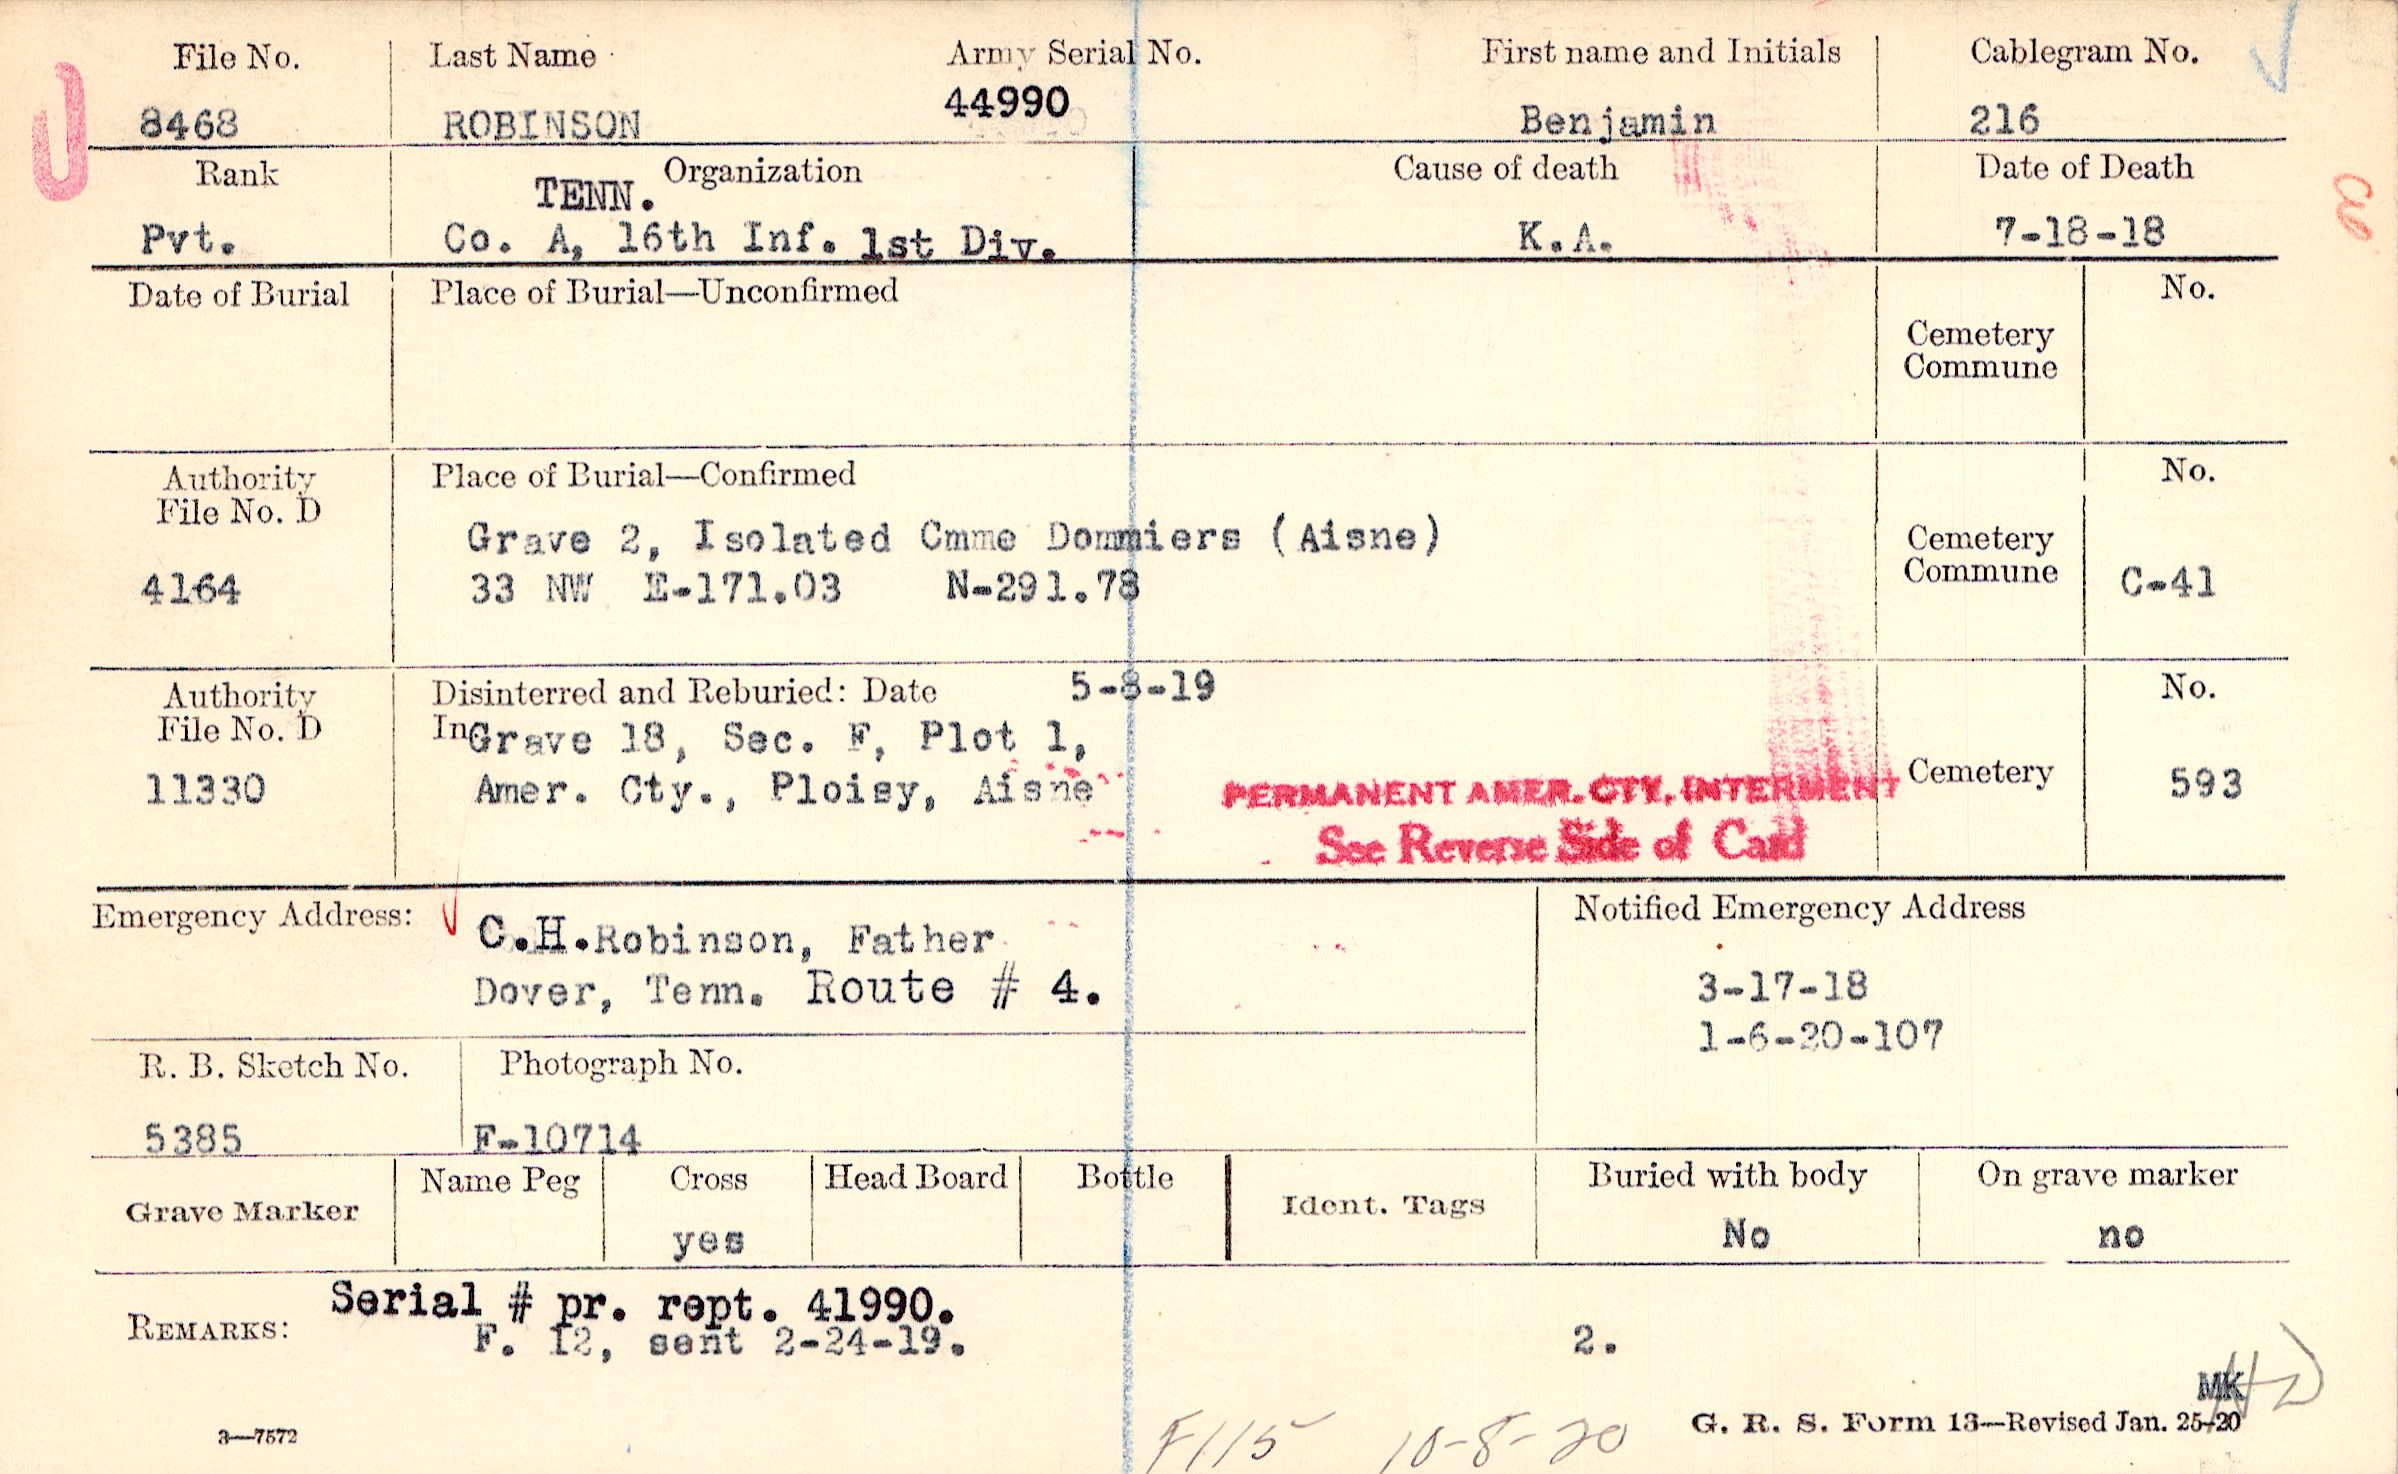 File No. Last Name Army Serial No. First name and Initials Cablegram No.
8468 ROBINSON 44990 Benjamin 216
Rank Organization Cause of death Date of Death
TENN.
Pvt. Co. A, 16th Inf. 1st Div. K.A. 7-18-18
Date of Burial Place of Burial—Unconfirmed No.
Cemetery
Commune
Authority Place of Burial—Confirmed No.
File No. D
Grave 2, Isolated Cmme Dommiers (Aisne) Cemetery
4164 33 NW E-171.03 N-291.78 Commune C-41
Authority Disinterred and Reburied: Date 5-8-19 No.
File No. D In Grave 18, Sec. F, Plot 1,
11330 Amer. Cty., Ploisy, Aisne PERMANENT AMER. CTY. INTERMENT Cemetery 593
See Reverse Side of Card
Emergency Address: C.H.Robinson, Father Notified Emergency Address
Dover, Tenn. Route # 4. 3-17-18
1-6-20-107
R. B. Sketch No. Photograph No.
5385 F-10714
Grave Marker Name Peg Cross Head Board Bottle Ident. Tags Buried with body On grave marker
yes No no
Serial # pr. rept. 41990.
REMARKS: F. 12, sent 2-24-19. 2.
MK
3—7572 F115 10-8-20 G. R. S. Form 13—Revised Jan. 25-20